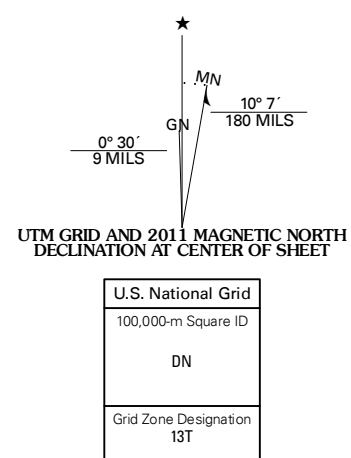 MN
GN
10° 7´
180 MILS
0° 30´
9 MILS
UTM GRID AND 2011 MAGNETIC NORTH
DECLINATION AT CENTER OF SHEET
U.S. National Grid
100,000-m Square ID
DN
Grid Zone Designation
13T